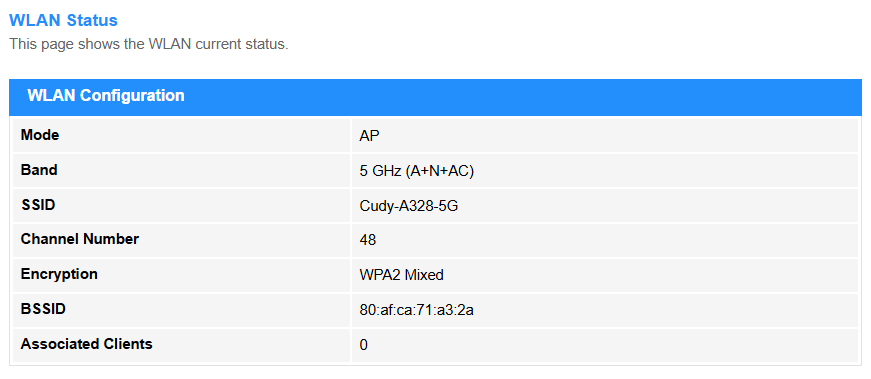 WLAN Status
This page shows the WLAN current status.
WLAN Configuration
Mode AP
Band 5 GHz (A+N+AC)
SSID Cudy-A328-5G
Channel Number 48
Encryption WPA2 Mixed
BSSID 80:af:ca:71:a3:2a
Associated Clients 0